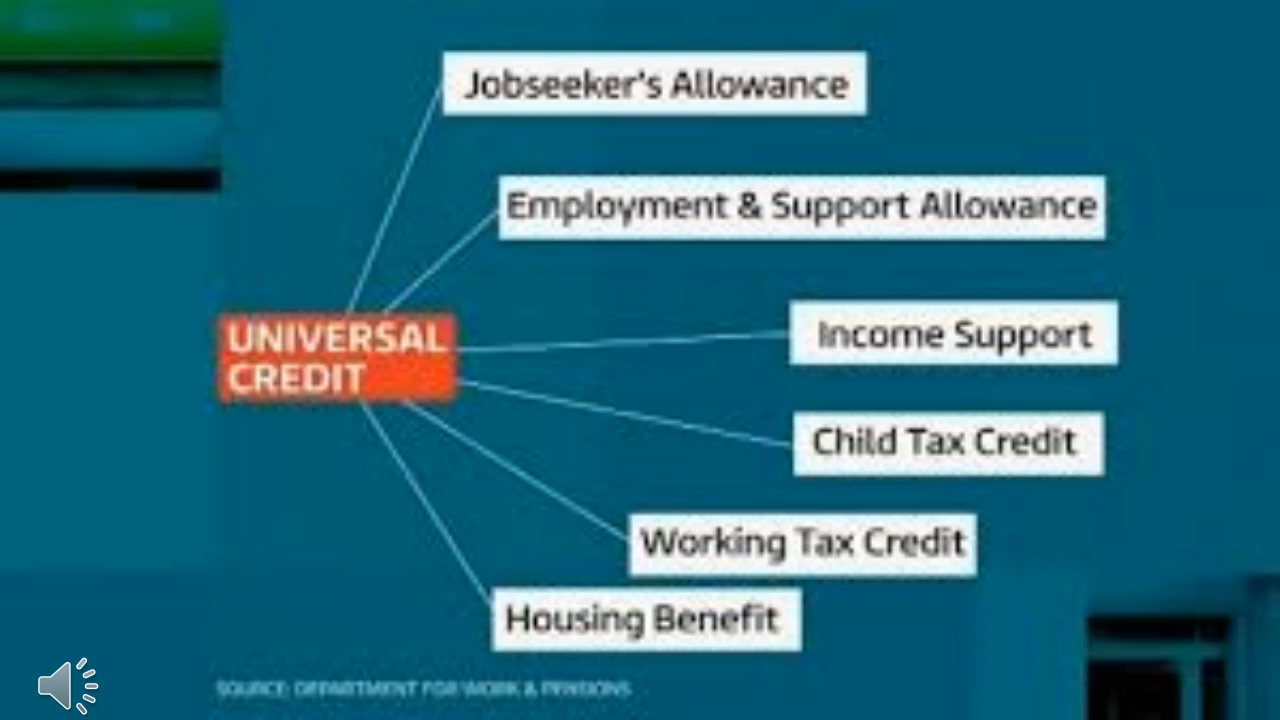 Jobseeker's Allowance
Employment & Support Allowance
UNIVERSAL
CREDIT
Income Support
Child Tax Credit
Working Tax Credit
Housing Benefit
SOURCE: DEPARTMENT FOR WORK & PENSIONS